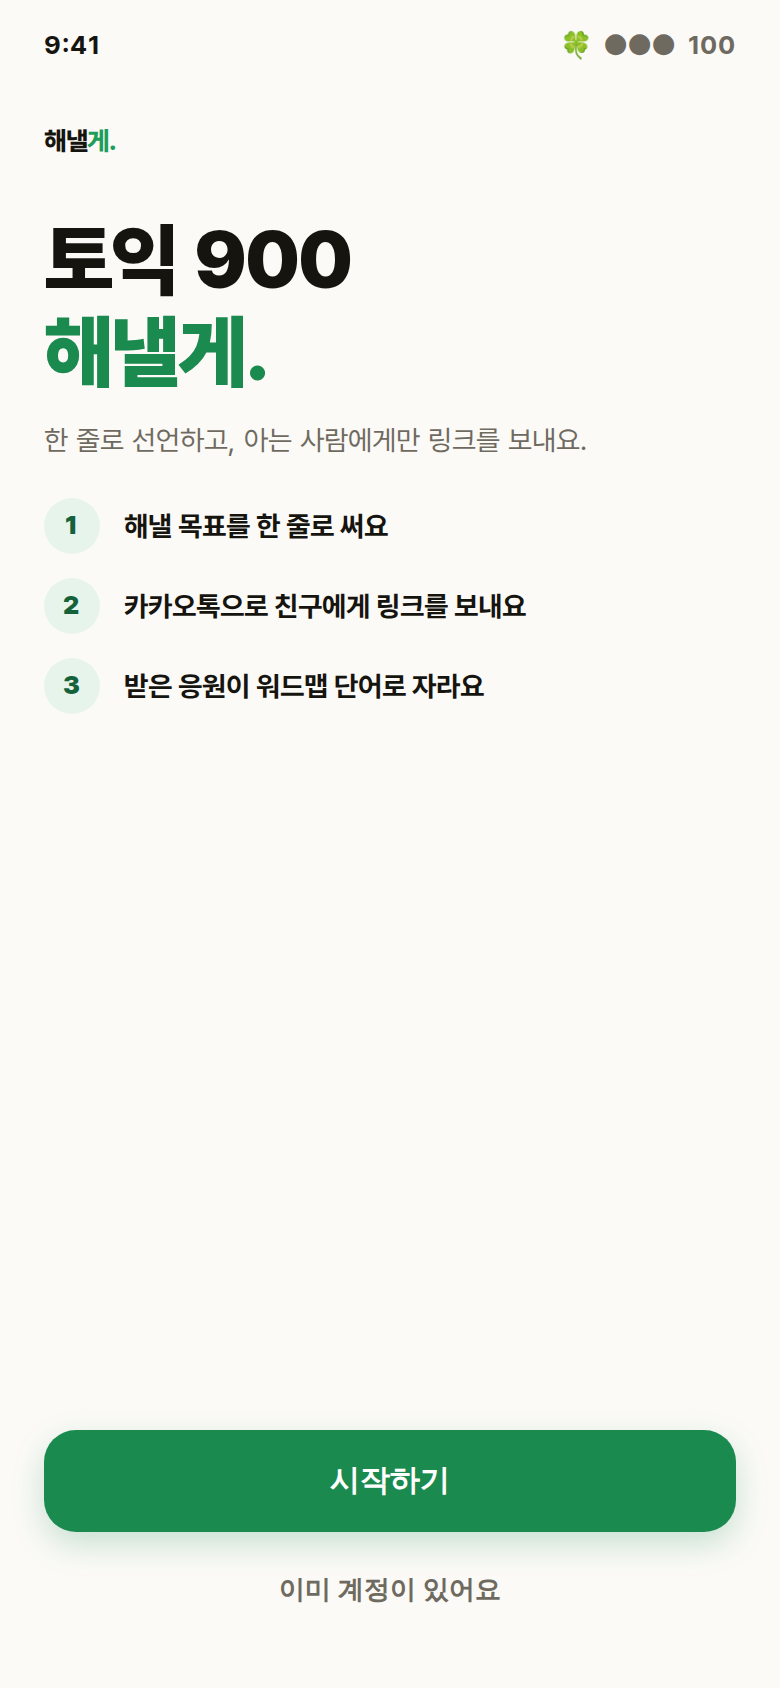 9:41 🍀 ●●● 100
해낼게.
토익 900
해낼게.
한 줄로 선언하고, 아는 사람에게만 링크를 보내요.
1 해낼 목표를 한 줄로 써요
2 카카오톡으로 친구에게 링크를 보내요
3 받은 응원이 워드맵 단어로 자라요
시작하기
이미 계정이 있어요